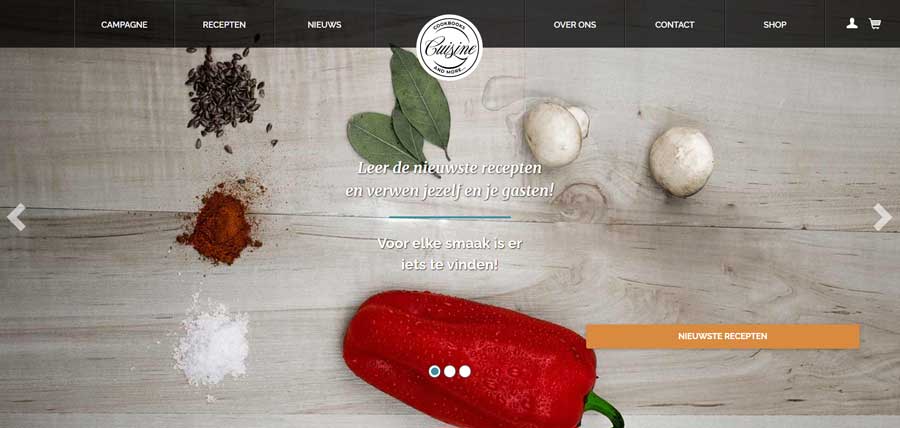 CAMPAGNE
RECEPTEN
NIEUWS
COOKBOOKS
Cuisine
AND MORE...
OVER ONS
CONTACT
SHOP
Leer de nieuwste recepten
en verwen jezelf en je gasten!
Voor elke smaak is er
iets te vinden!
NIEUWSTE RECEPTEN